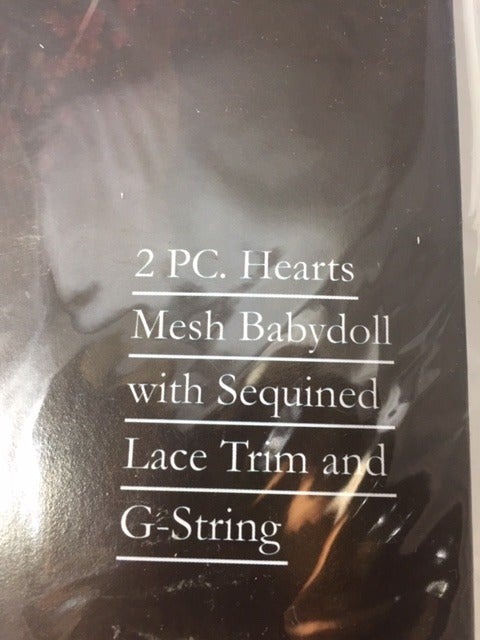 2 PC. Hearts
Mesh Babydoll
with Sequined
Lace Trim and
G-String